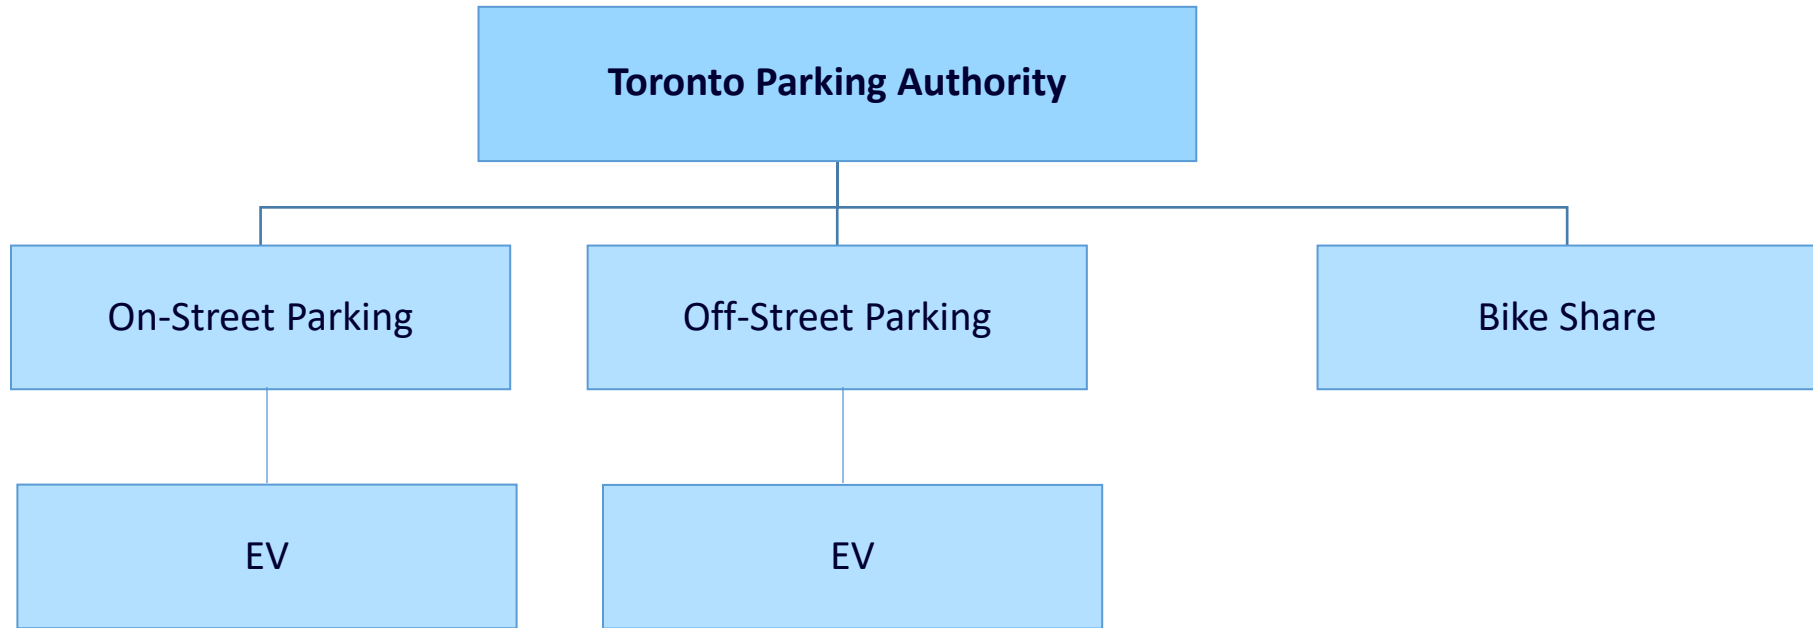 Toronto Parking Authority
On-Street Parking
Off-Street Parking
Bike Share
EV
EV